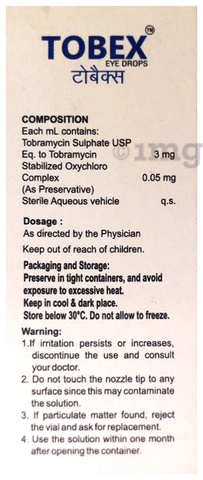 TOBEX™
EYE DROPS
टोबैक्स
COMPOSITION
Each mL contains:
Tobramycin Sulphate USP
Eq. to Tobramycin 3 mg
Stabilized Oxychloro
Complex 0.05 mg
(As Preservative)
Sterile Aqueous vehicle q.s.
1mg
Dosage :
As directed by the Physician
Keep out of reach of children.
Packaging and Storage:
Preserve in tight containers, and avoid
exposure to excessive heat.
Keep in cool & dark place.
Store below 30°C. Do not allow to freeze.
Warning:
1.If irritation persists or increases,
discontinue the use and consult
your doctor.
2. Do not touch the nozzle tip to any
surface since this may contaminate
the solution.
3. If particulate matter found, reject
the vial and ask for replacement.
4. Use the solution within one month
after opening the container.